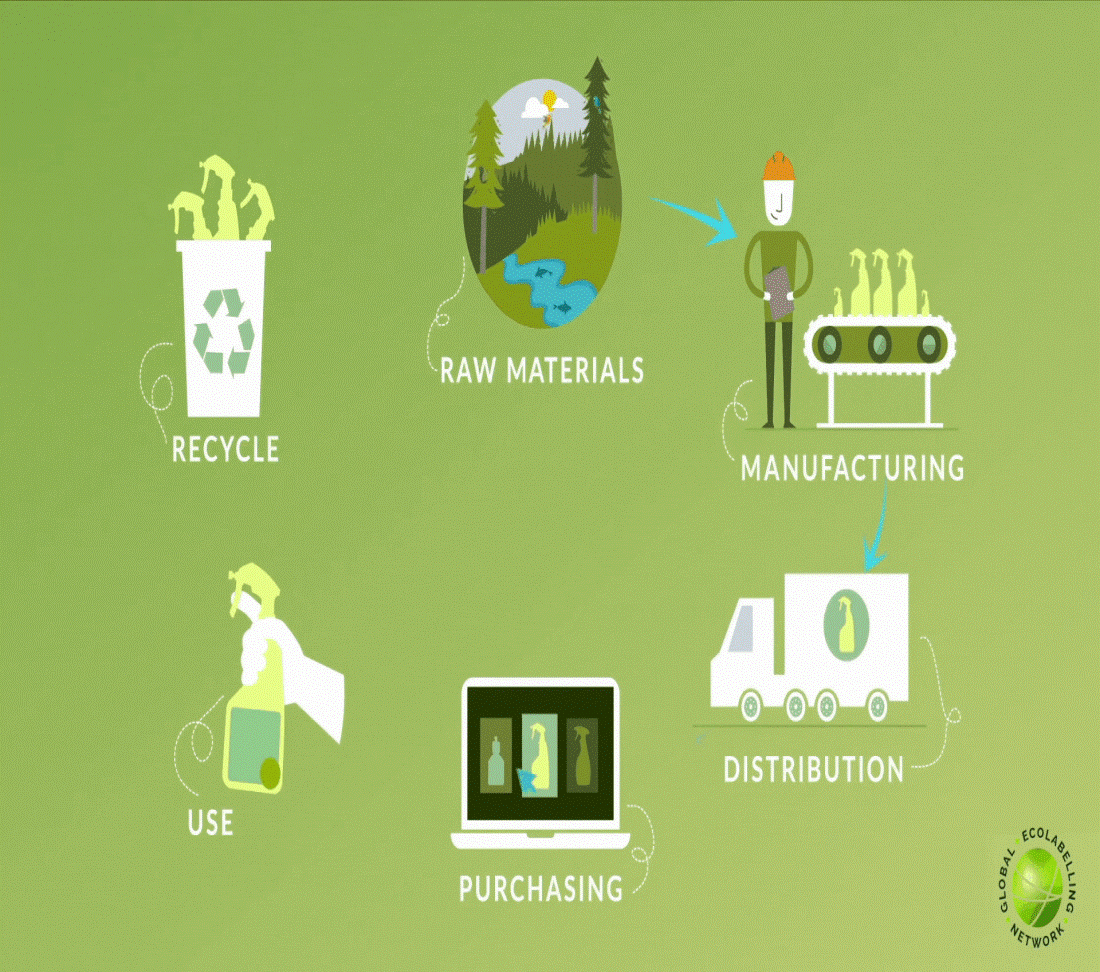 RAW MATERIALS
MANUFACTURING
DISTRIBUTION
PURCHASING
USE
RECYCLE
GLOBAL ECOLABELLING NETWORK